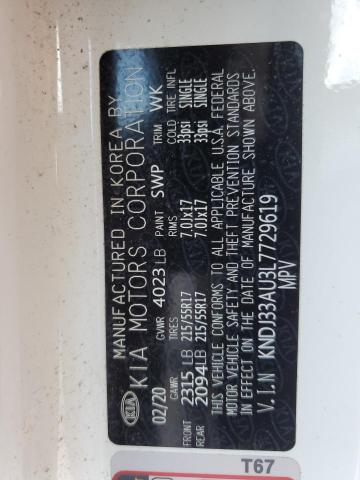 MANUFACTURED IN KOREA BY
KIA KIA MOTORS CORPORATION
02/20 GVWR 4023 LB PAINT SWP TRIM WK
GAWR TIRES RIMS COLD TIRE INFL
FRONT 2315 LB 215/55R17 7.0Jx17 33psi SINGLE
REAR 2094 LB 215/55R17 7.0Jx17 33psi SINGLE
THIS VEHICLE CONFORMS TO ALL APPLICABLE U.S.A. FEDERAL
MOTOR VEHICLE SAFETY AND THEFT PREVENTION STANDARDS
IN EFFECT ON THE DATE OF MANUFACTURE SHOWN ABOVE.
V.I.N KNDJ33AU3L7729619
MPV
T67